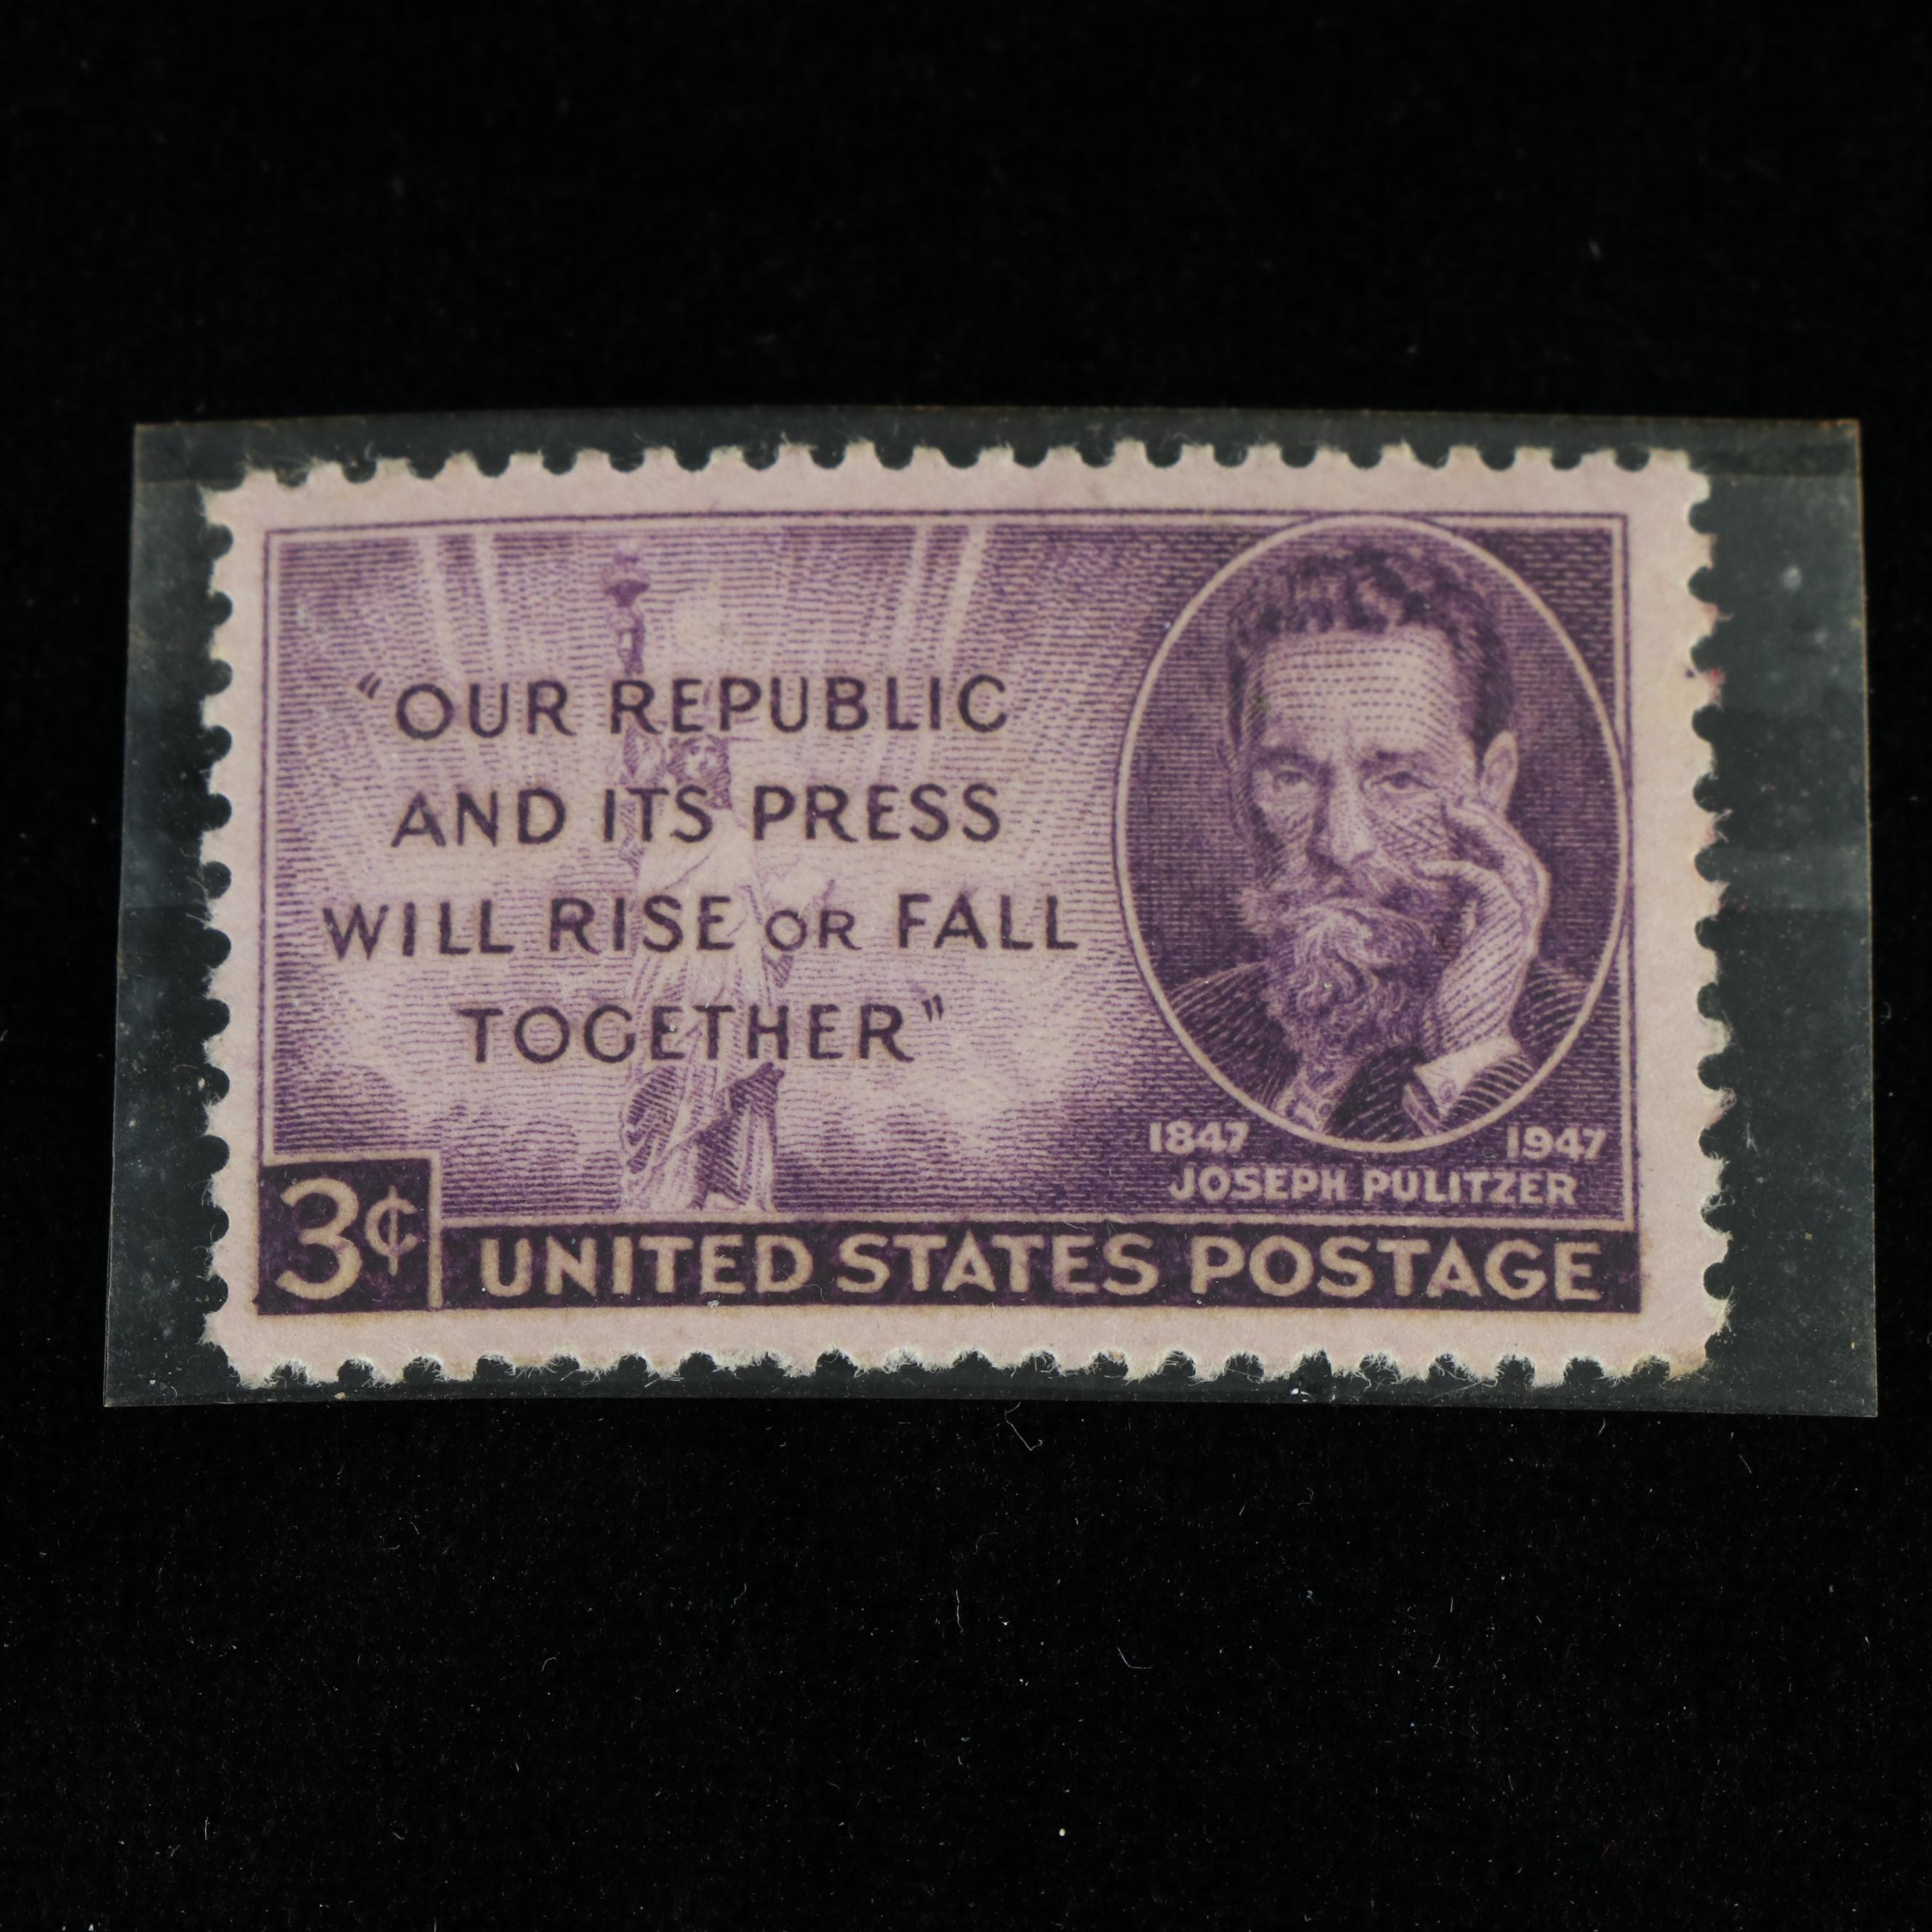 “OUR REPUBLIC
AND ITS PRESS
WILL RISE OR FALL
TOGETHER”
1847 1947
JOSEPH PULITZER
3¢ UNITED STATES POSTAGE